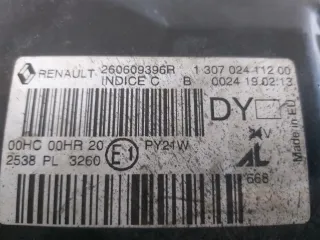 RENAULT 260609396R 1 307 024 112 00
INDICE C B 0024 19.02.13
DY
00HC 00HR 20 E1 PY21W
2538 PL 3260
AL
668
Made in